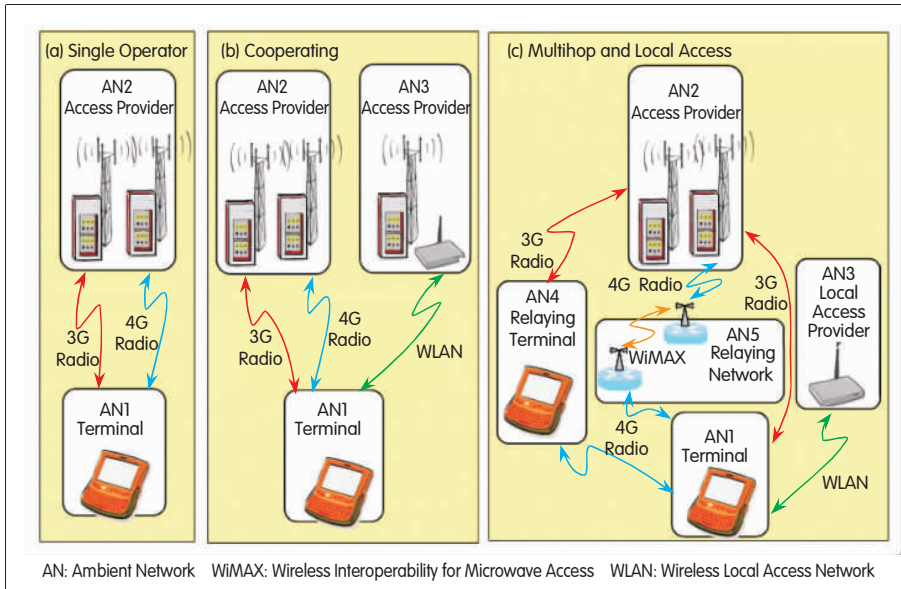 (a) Single Operator
AN2
Access Provider
3G
Radio
4G
Radio
AN1
Terminal
(b) Cooperating
AN2
Access Provider
AN3
Access Provider
3G
Radio
4G
Radio
WLAN
AN1
Terminal
(c) Multihop and Local Access
AN2
Access Provider
3G
Radio
4G Radio
3G
Radio
AN3
Local
Access
Provider
AN4
Relaying
Terminal
AN5
Relaying
Network
WiMAX
4G
Radio
AN1
Terminal
WLAN
AN: Ambient Network WiMAX: Wireless Interoperability for Microwave Access WLAN: Wireless Local Access Network